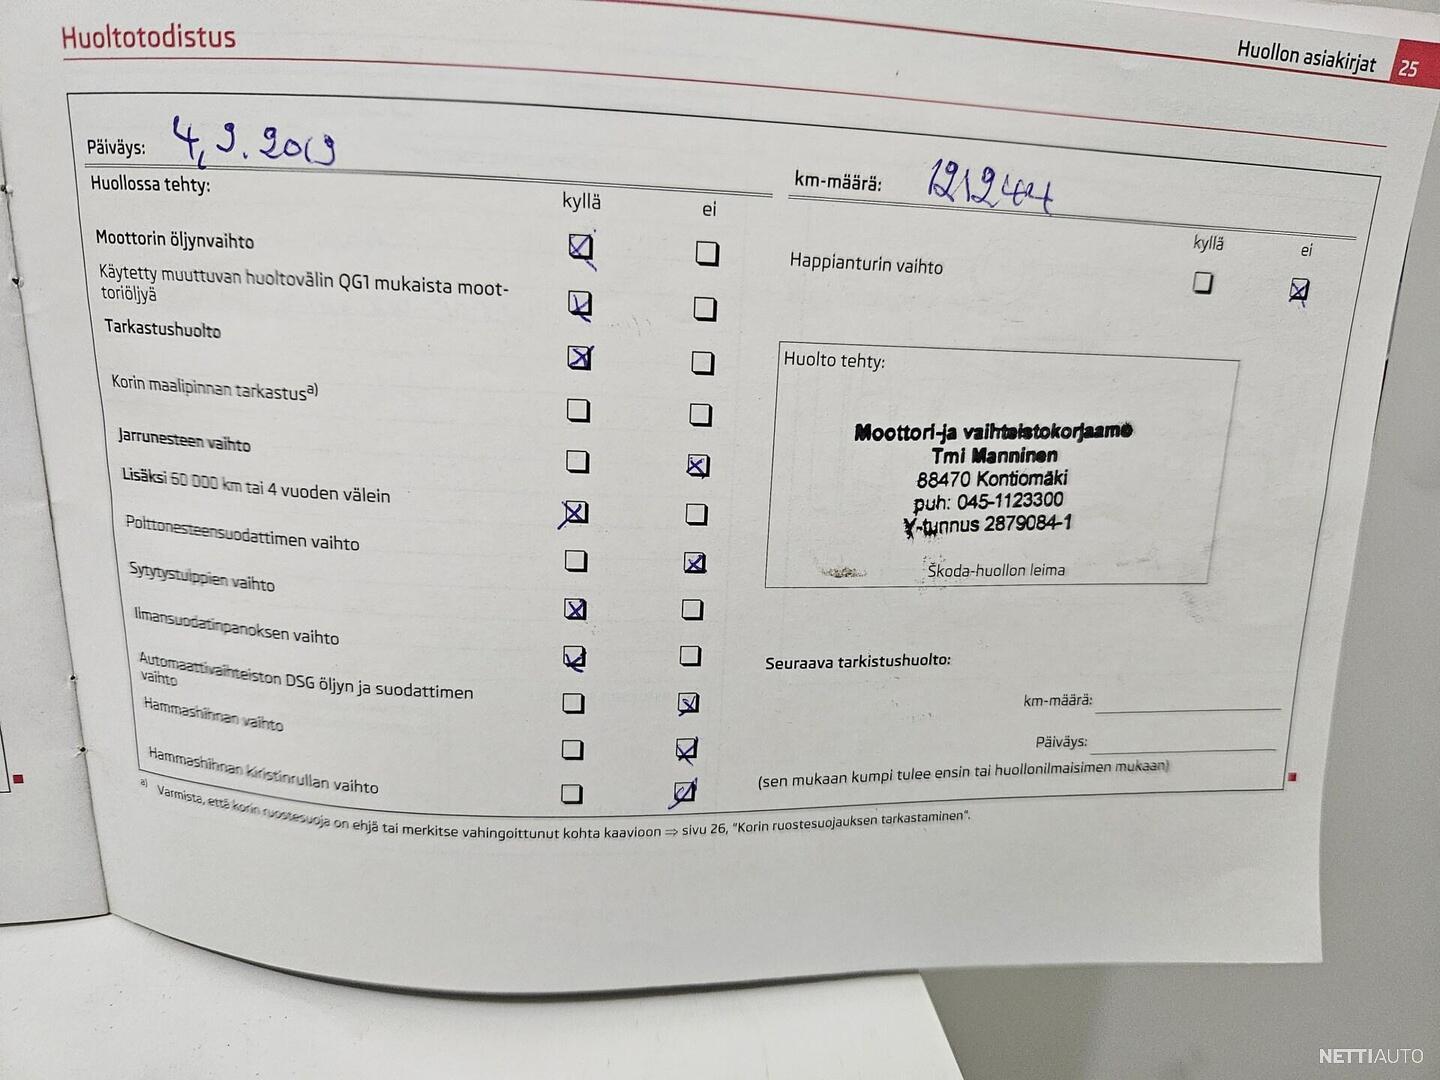 Huoltotodistus
Huollon asiakirjat 25
Päiväys: 4.9.2019
km-määrä: 121244
Huollossa tehty:
kyllä ei
kyllä ei
Moottorin öljynvaihto
Happianturin vaihto
Käytetty muuttuvan huoltovälin QG1 mukaista moot-
toriöljyä
Tarkastushuolto
Korin maalipinnan tarkastusa)
Jarrunesteen vaihto
Lisäksi 60 000 km tai 4 vuoden välein
Polttonesteensuodattimen vaihto
Sytytystulppien vaihto
Ilmansuodatinpanoksen vaihto
Automaattivaihteiston DSG öljyn ja suodattimen
vaihto
Hammashihnan vaihto
Hammashihnan kiristinrullan vaihto
Huolto tehty:
Moottori-ja vaihteistokorjaamo
Tmi Manninen
88470 Kontiomäki
puh: 045-1123300
Y-tunnus 2879084-1
Škoda-huollon leima
Seuraava tarkistushuolto:
km-määrä:
Päiväys:
(sen mukaan kumpi tulee ensin tai huollonilmaisimen mukaan)
a) Varmista, että korin ruostesuoja on ehjä tai merkitse vahingoittunut kohta kaavioon ⇒ sivu 26, "Korin ruostesuojauksen tarkastaminen".
NETTIAUTO